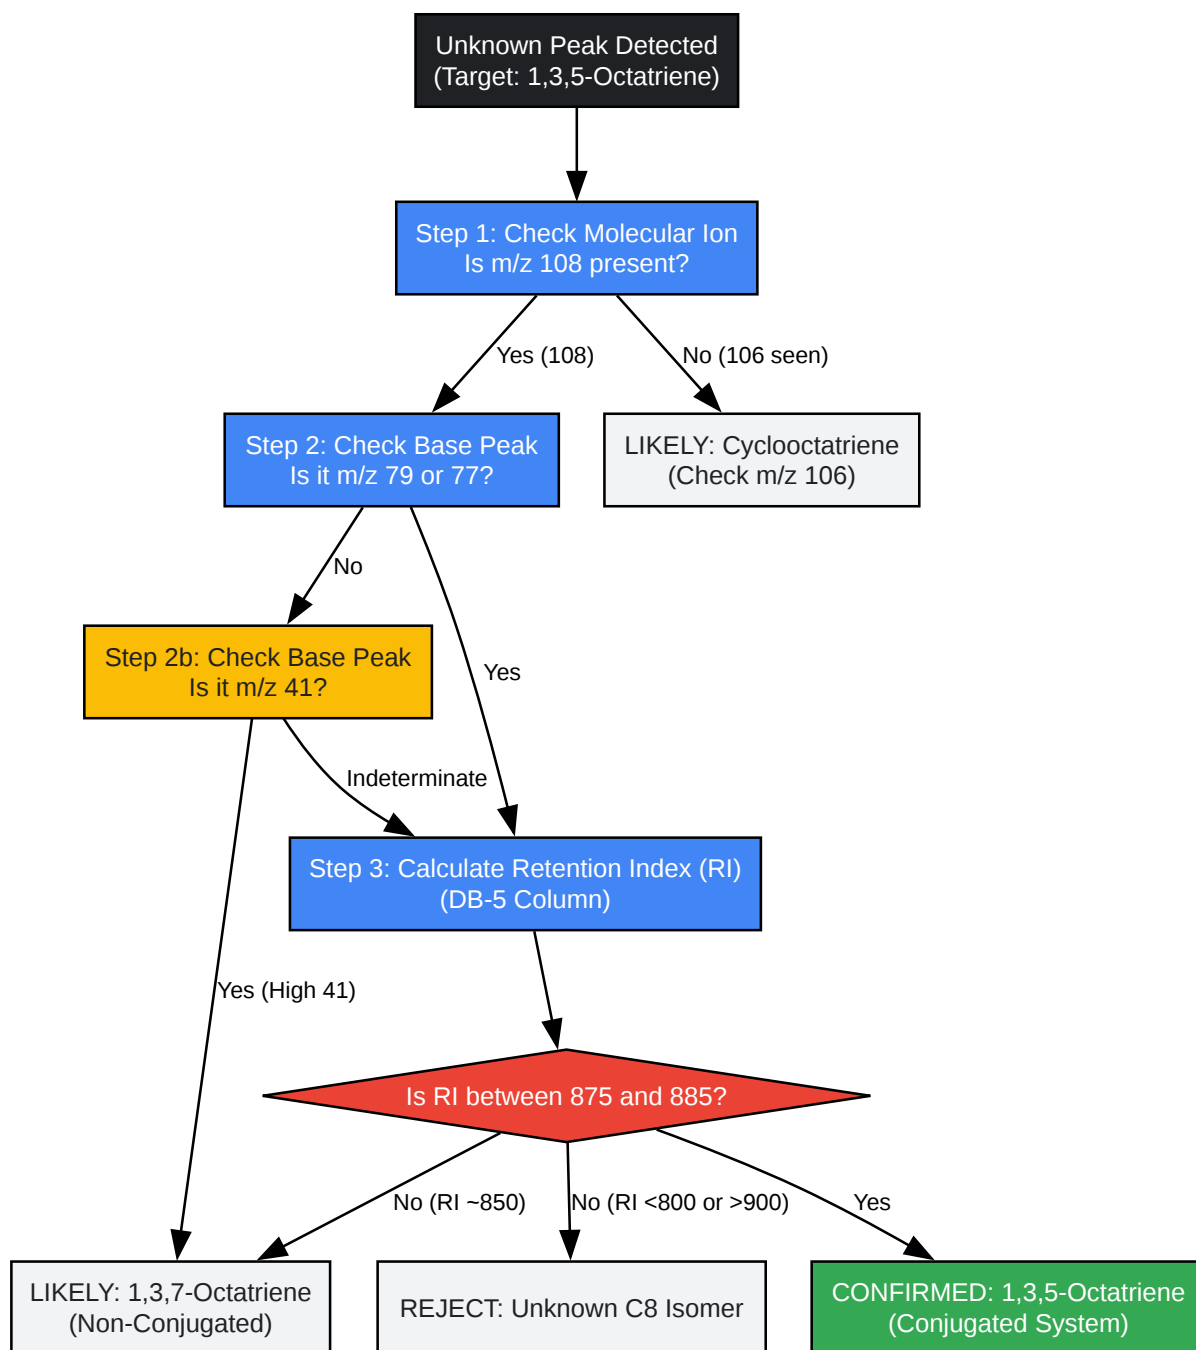 Unknown Peak Detected
(Target: 1,3,5-Octatriene)
Step 1: Check Molecular Ion
Is m/z 108 present?
Yes (108)
No (106 seen)
Step 2: Check Base Peak
Is it m/z 79 or 77?
LIKELY: Cyclooctatriene
(Check m/z 106)
No
Yes
Step 2b: Check Base Peak
Is it m/z 41?
Indeterminate
Step 3: Calculate Retention Index (RI)
(DB-5 Column)
Yes (High 41)
Is RI between 875 and 885?
No (RI ~850)
No (RI <800 or >900)
Yes
LIKELY: 1,3,7-Octatriene
(Non-Conjugated)
REJECT: Unknown C8 Isomer
CONFIRMED: 1,3,5-Octatriene
(Conjugated System)